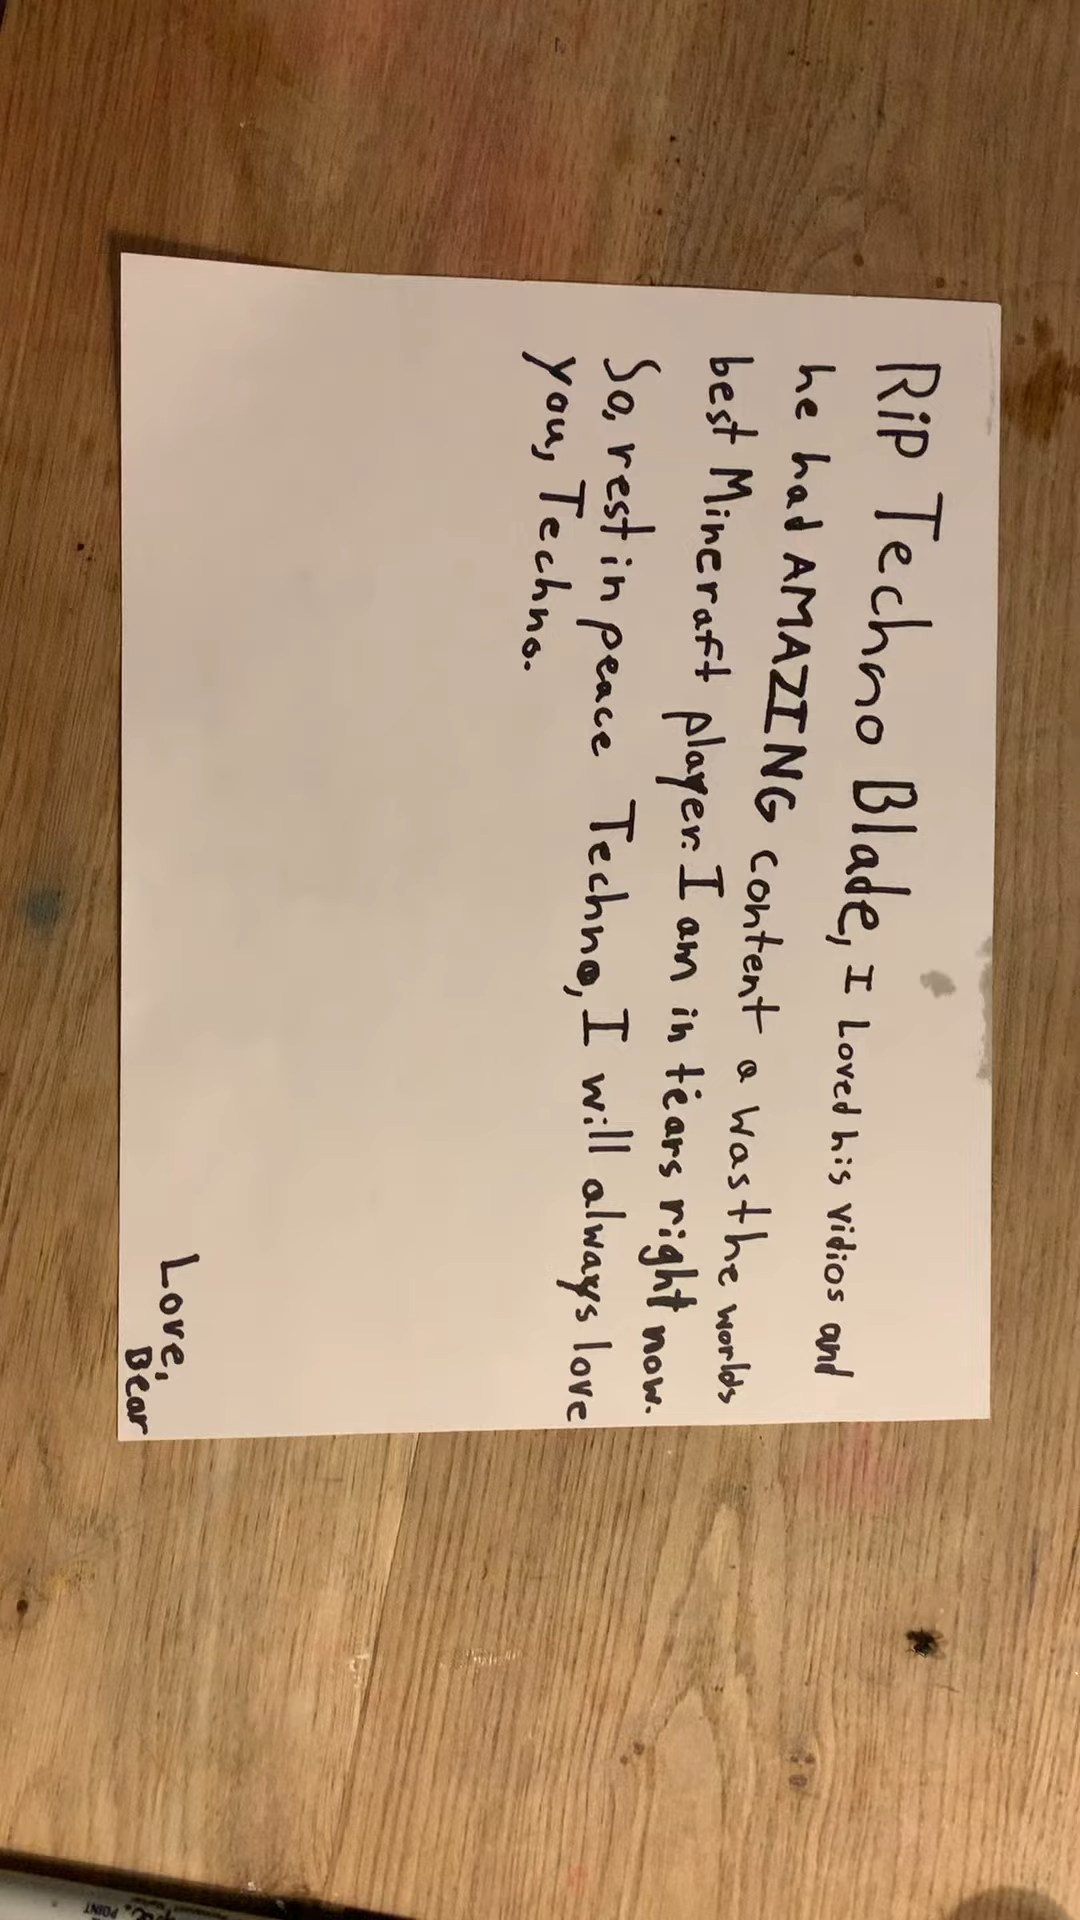 RiP Techno Blade, I Loved his vidios and
he had AMAZING content a was the worlds
best Minecraft player. I am in tears right now.
So, rest in peace Techno, I will always love
you, Techno.
Love,
Bear
POINT